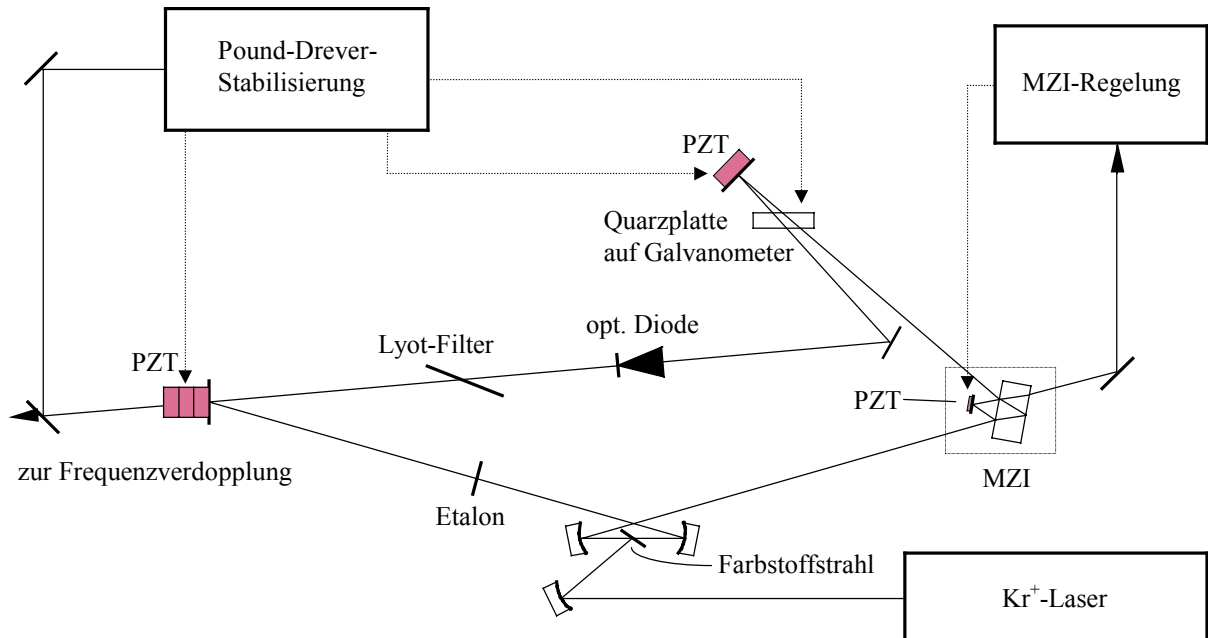 Pound-Drever-
Stabilisierung
MZI-Regelung
PZT
Quarzplatte
auf Galvanometer
opt. Diode
Lyot-Filter
PZT
PZT
zur Frequenzverdopplung
MZI
Etalon
Farbstoffstrahl
Kr⁺-Laser